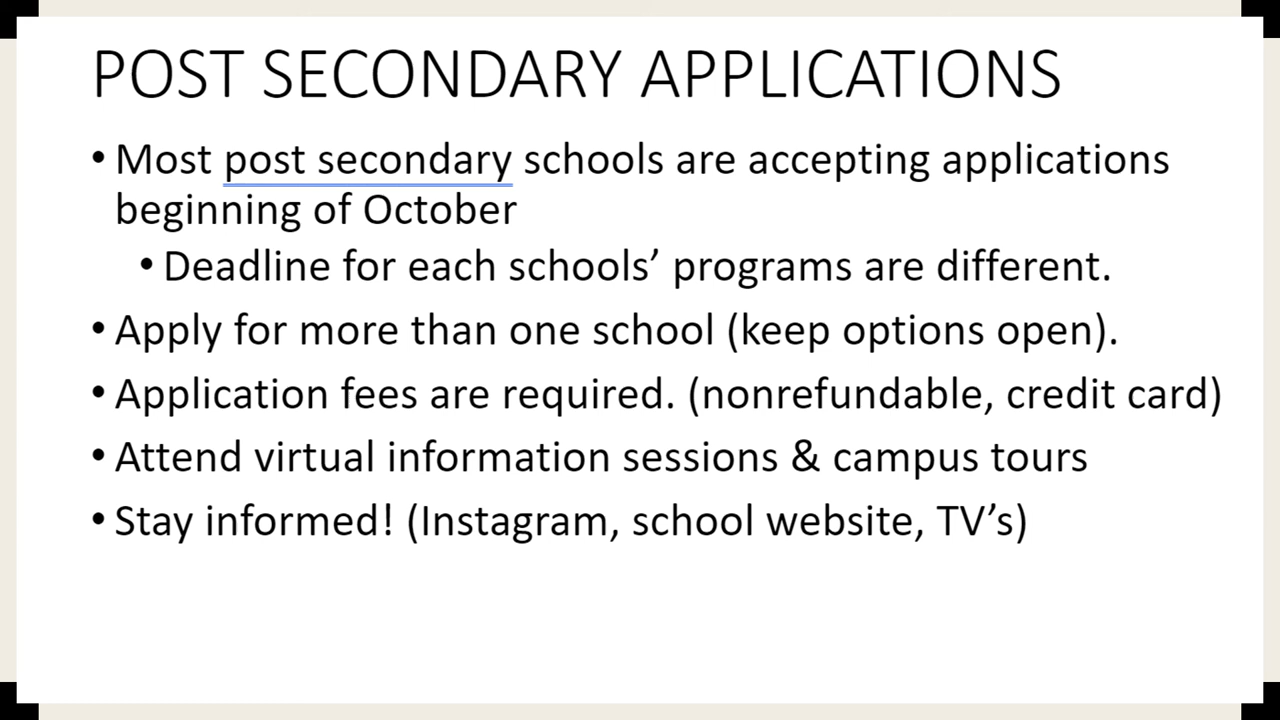 POST SECONDARY APPLICATIONS
• Most post secondary schools are accepting applications
beginning of October
• Deadline for each schools’ programs are different.
• Apply for more than one school (keep options open).
• Application fees are required. (nonrefundable, credit card)
• Attend virtual information sessions & campus tours
• Stay informed! (Instagram, school website, TV’s)